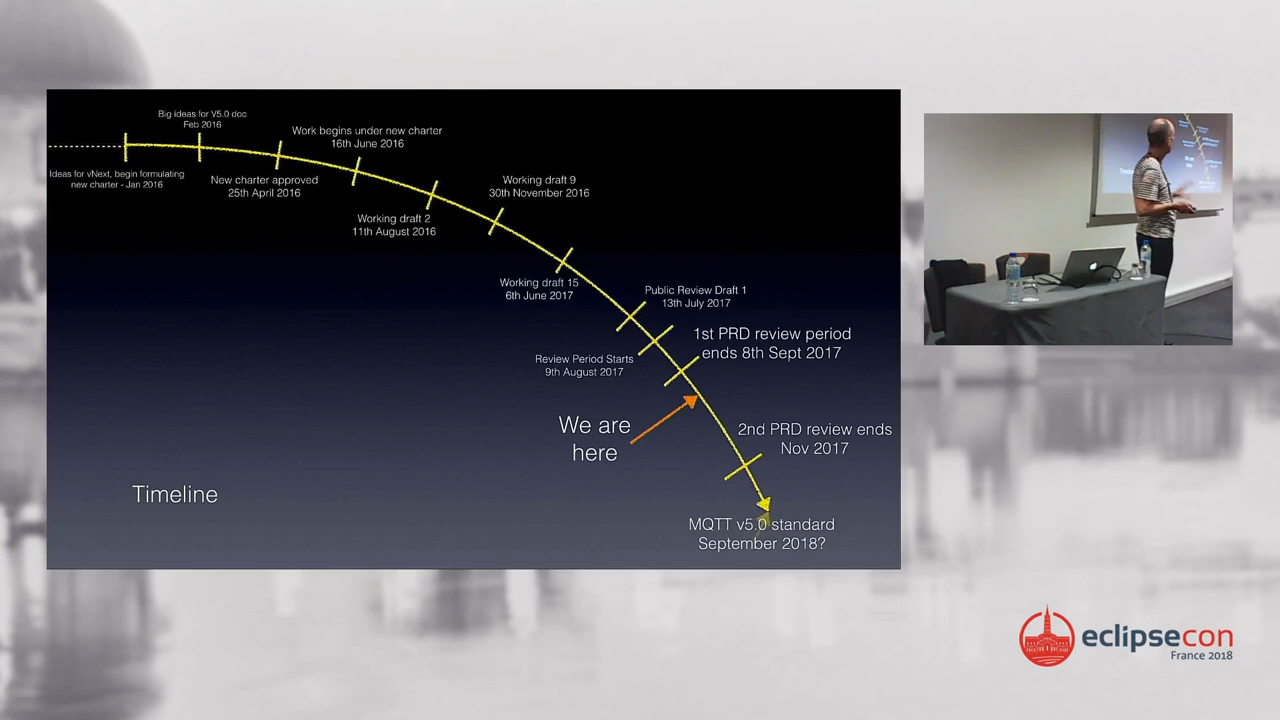 Big ideas for V5.0 doc
Feb 2016
Work begins under new charter
16th June 2016
Ideas for vNext, begin formulating
new charter - Jan 2016
New charter approved
25th April 2016
Working draft 9
30th November 2016
Working draft 2
11th August 2016
Working draft 15
6th June 2017
Public Review Draft 1
13th July 2017
1st PRD review period
ends 8th Sept 2017
Review Period Starts
9th August 2017
We are
here
2nd PRD review ends
Nov 2017
Timeline
MQTT v5.0 standard
September 2018?
eclipsecon
France 2018